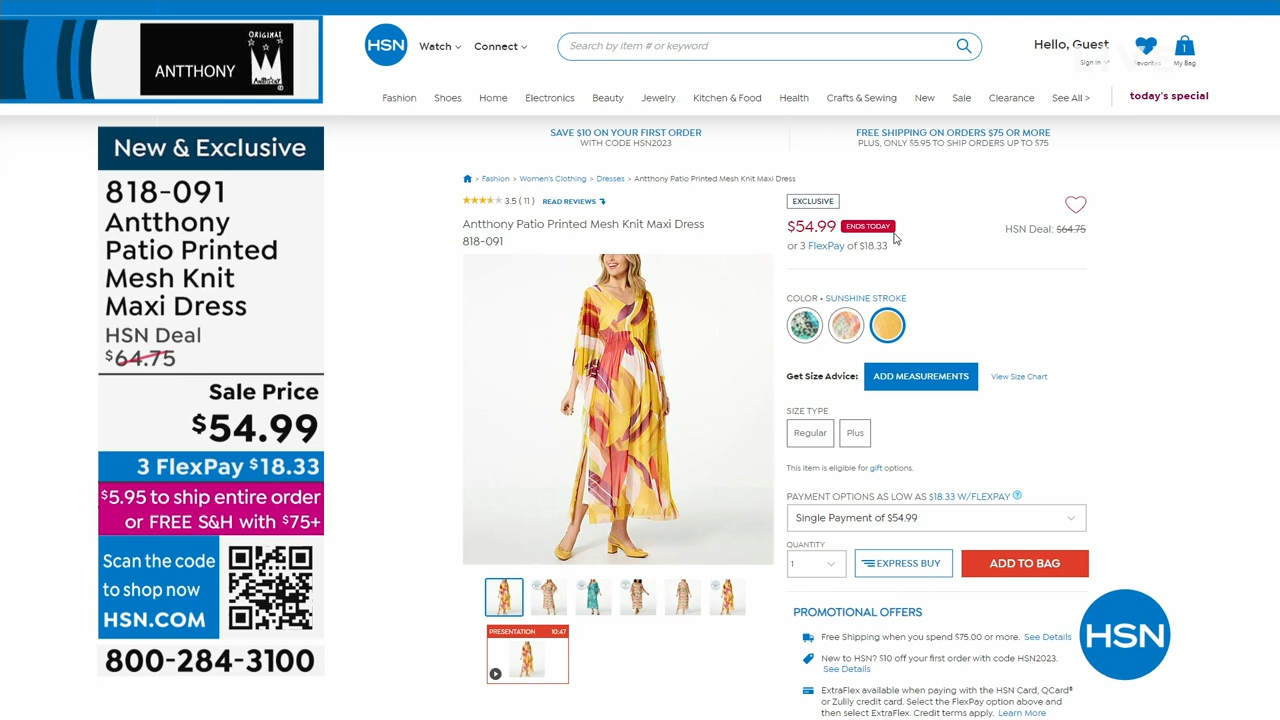 ORIGINAL
ANTTHONY
Antthony
HSN
Watch
Connect
Search by item # or keyword
Hello, Guest
Sign In
Favorites
1
My Bag
Fashion
Shoes
Home
Electronics
Beauty
Jewelry
Kitchen & Food
Health
Crafts & Sewing
New
Sale
Clearance
See All >
today's special
New & Exclusive
818-091
Antthony
Patio Printed
Mesh Knit
Maxi Dress
HSN Deal
$64.75
Sale Price
$54.99
3 FlexPay $18.33
$5.95 to ship entire order
or FREE S&H with $75+
Scan the code
to shop now
HSN.COM
800-284-3100
SAVE $10 ON YOUR FIRST ORDER
WITH CODE HSN2023
FREE SHIPPING ON ORDERS $75 OR MORE
PLUS, ONLY $5.95 TO SHIP ORDERS UP TO $75
> Fashion > Women's Clothing > Dresses > Antthony Patio Printed Mesh Knit Maxi Dress
3.5 ( 11 ) READ REVIEWS
Antthony Patio Printed Mesh Knit Maxi Dress
818-091
PRESENTATION 10:47
EXCLUSIVE
$54.99 ENDS TODAY
HSN Deal: $64.75
or 3 FlexPay of $18.33
COLOR • SUNSHINE STROKE
Get Size Advice: ADD MEASUREMENTS View Size Chart
SIZE TYPE
Regular
Plus
This item is eligible for gift options.
PAYMENT OPTIONS AS LOW AS $18.33 W/FLEXPAY ?
Single Payment of $54.99
QUANTITY
1
EXPRESS BUY
ADD TO BAG
PROMOTIONAL OFFERS
Free Shipping when you spend $75.00 or more. See Details
New to HSN? $10 off your first order with code HSN2023.
See Details
ExtraFlex available when paying with the HSN Card, QCard®
or Zulily credit card. Select the FlexPay option above and
then select ExtraFlex. Credit terms apply. Learn More
HSN